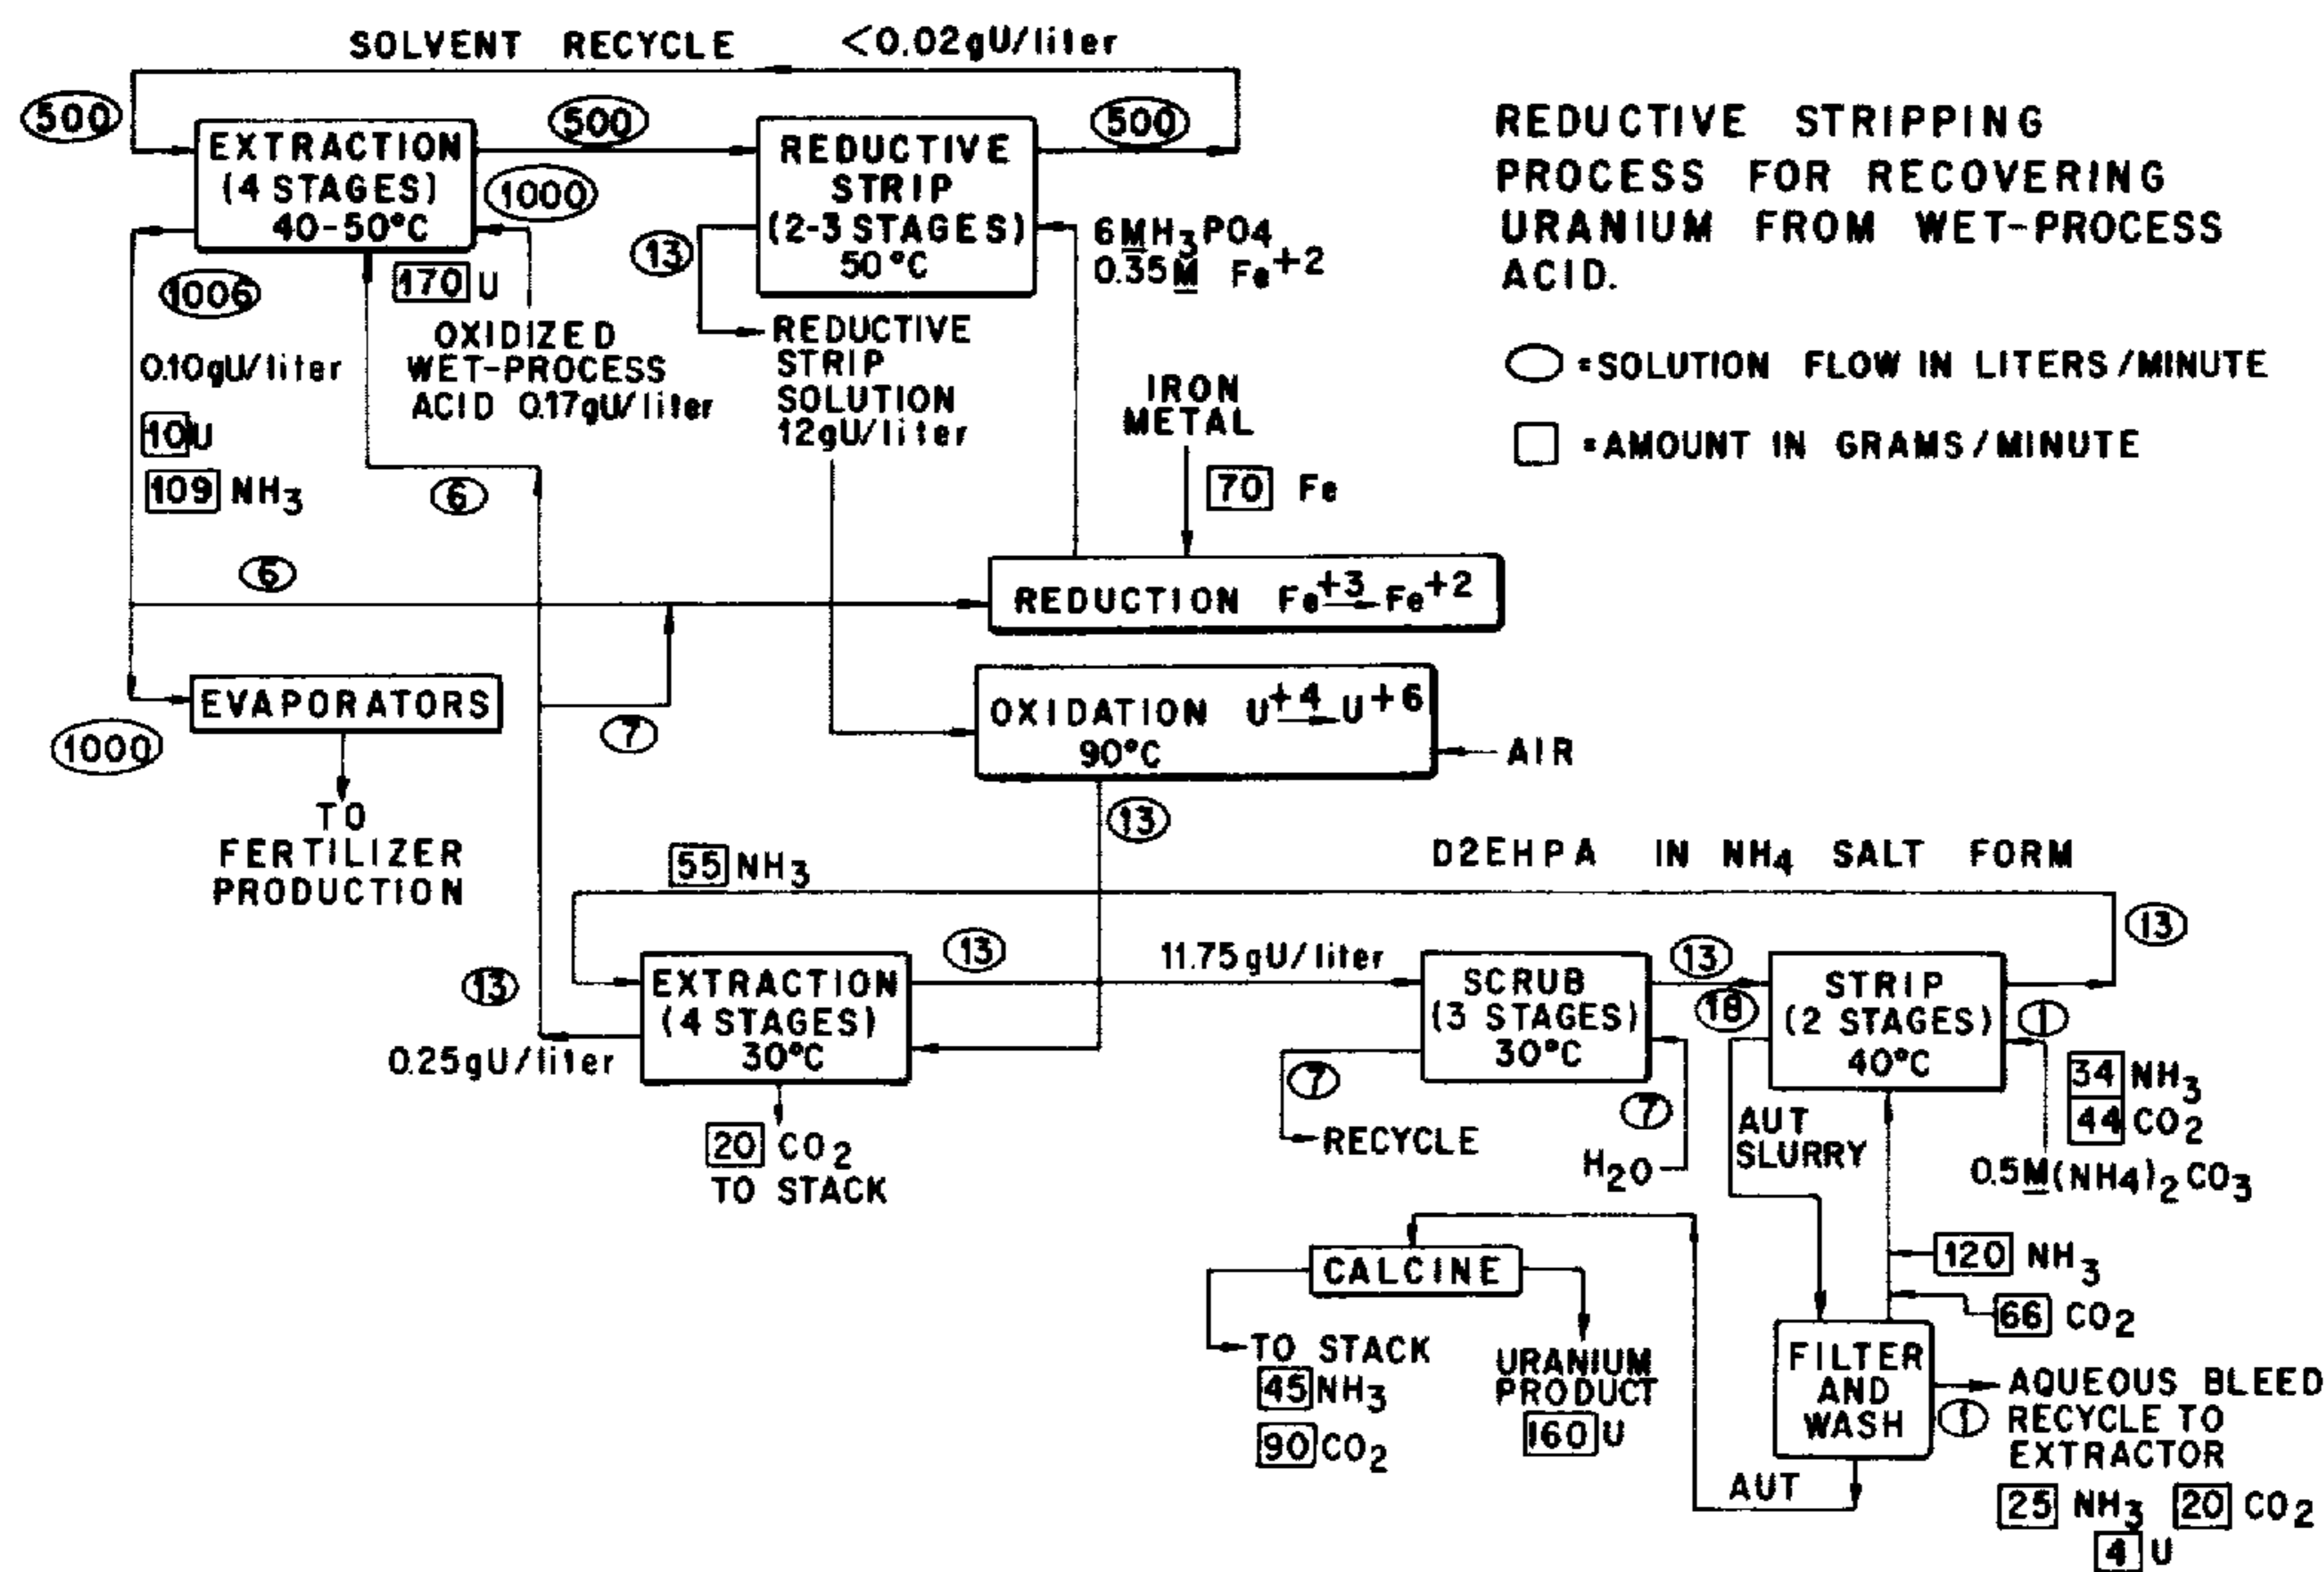 SOLVENT RECYCLE <0.02gU/liter
500
EXTRACTION
(4 STAGES)
40-50°C
500
1000
REDUCTIVE
STRIP
(2-3 STAGES)
50°C
500
REDUCTIVE STRIPPING
PROCESS FOR RECOVERING
URANIUM FROM WET-PROCESS
ACID.
= SOLUTION FLOW IN LITERS/MINUTE
= AMOUNT IN GRAMS/MINUTE
1006
0.10gU/liter
10 U
109 NH3
170 U
OXIDIZED
WET-PROCESS
ACID 0.17gU/liter
13
REDUCTIVE
STRIP
SOLUTION
12gU/liter
6M H3PO4
0.35M Fe+2
IRON
METAL
70 Fe
6
6
REDUCTION Fe+3 → Fe+2
EVAPORATORS
1000
TO
FERTILIZER
PRODUCTION
7
OXIDATION U+4 → U+6
90°C
AIR
13
55 NH3
D2EHPA IN NH4 SALT FORM
13
13
EXTRACTION
(4 STAGES)
30°C
13
11.75gU/liter
SCRUB
(3 STAGES)
30°C
13
18
STRIP
(2 STAGES)
40°C
1
0.25gU/liter
20 CO2
TO STACK
7
RECYCLE
7
H2O
AUT
SLURRY
34 NH3
44 CO2
0.5M(NH4)2CO3
120 NH3
66 CO2
CALCINE
TO STACK
45 NH3
90 CO2
URANIUM
PRODUCT
160 U
FILTER
AND
WASH
AUT
1
AQUEOUS BLEED
RECYCLE TO
EXTRACTOR
25 NH3 20 CO2
4 U